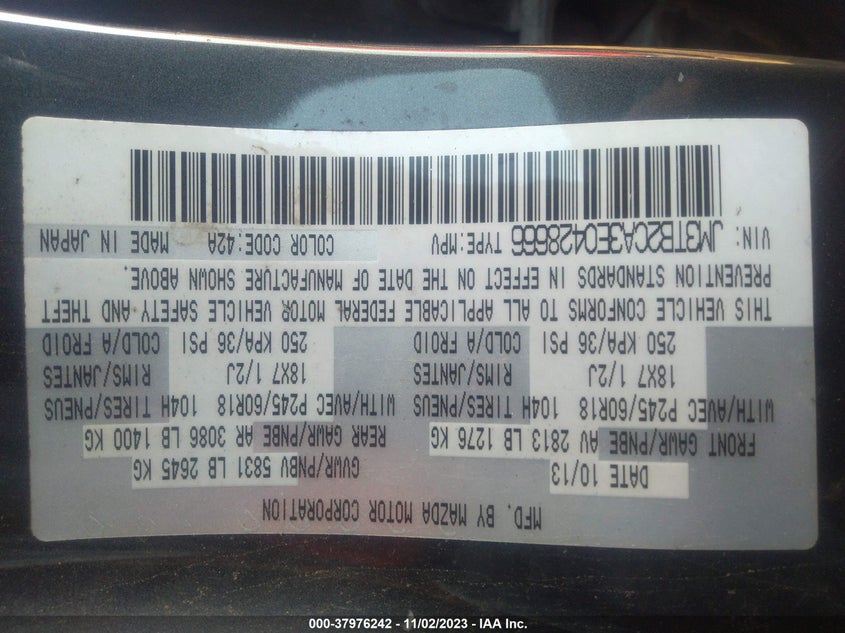 MFD. BY MAZDA MOTOR CORPORATION
DATE 10/13 GVWR/PNBV 5831 LB 2645 KG
FRONT GAWR/PNBE AV 2813 LB 1276 KG REAR GAWR/PNBE AR 3086 LB 1400 KG
WITH/AVEC P245/60R18 104H TIRES/PNEUS WITH/AVEC P245/60R18 104H TIRES/PNEUS
18X7 1/2J RIMS/JANTES 18X7 1/2J RIMS/JANTES
250 KPA/36 PSI COLD/A FROID 250 KPA/36 PSI COLD/A FROID
THIS VEHICLE CONFORMS TO ALL APPLICABLE FEDERAL MOTOR VEHICLE SAFETY AND THEFT
PREVENTION STANDARDS IN EFFECT ON THE DATE OF MANUFACTURE SHOWN ABOVE.
VIN: JM3TB2CA3E0428666 TYPE:MPV COLOR CODE:42A MADE IN JAPAN
000-37976242 - 11/02/2023 - IAA Inc.